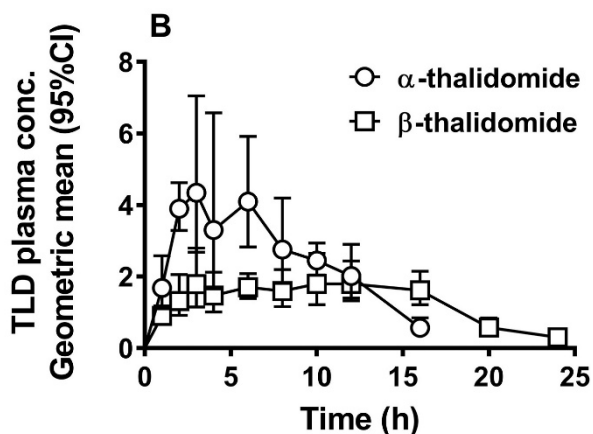 B
TLD plasma conc.
Geometric mean (95%CI)
8
6
4
2
0
α-thalidomide
β-thalidomide
0 5 10 15 20 25
Time (h)